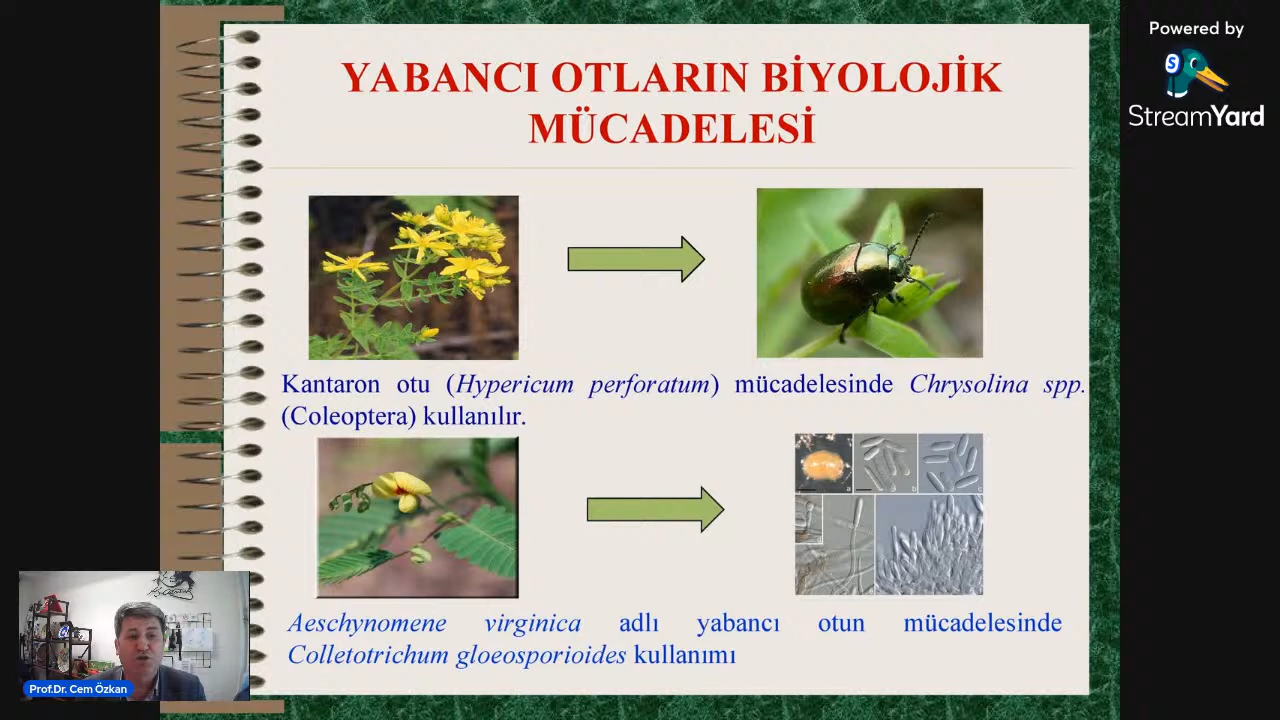 Powered by
StreamYard
YABANCI OTLARIN BİYOLOJİK
MÜCADELESİ
Kantaron otu (Hypericum perforatum) mücadelesinde Chrysolina spp.
(Coleoptera) kullanılır.
a
b
c
Aeschynomene virginica adlı yabancı otun mücadelesinde
Colletotrichum gloeosporioides kullanımı
Prof.Dr. Cem Özkan